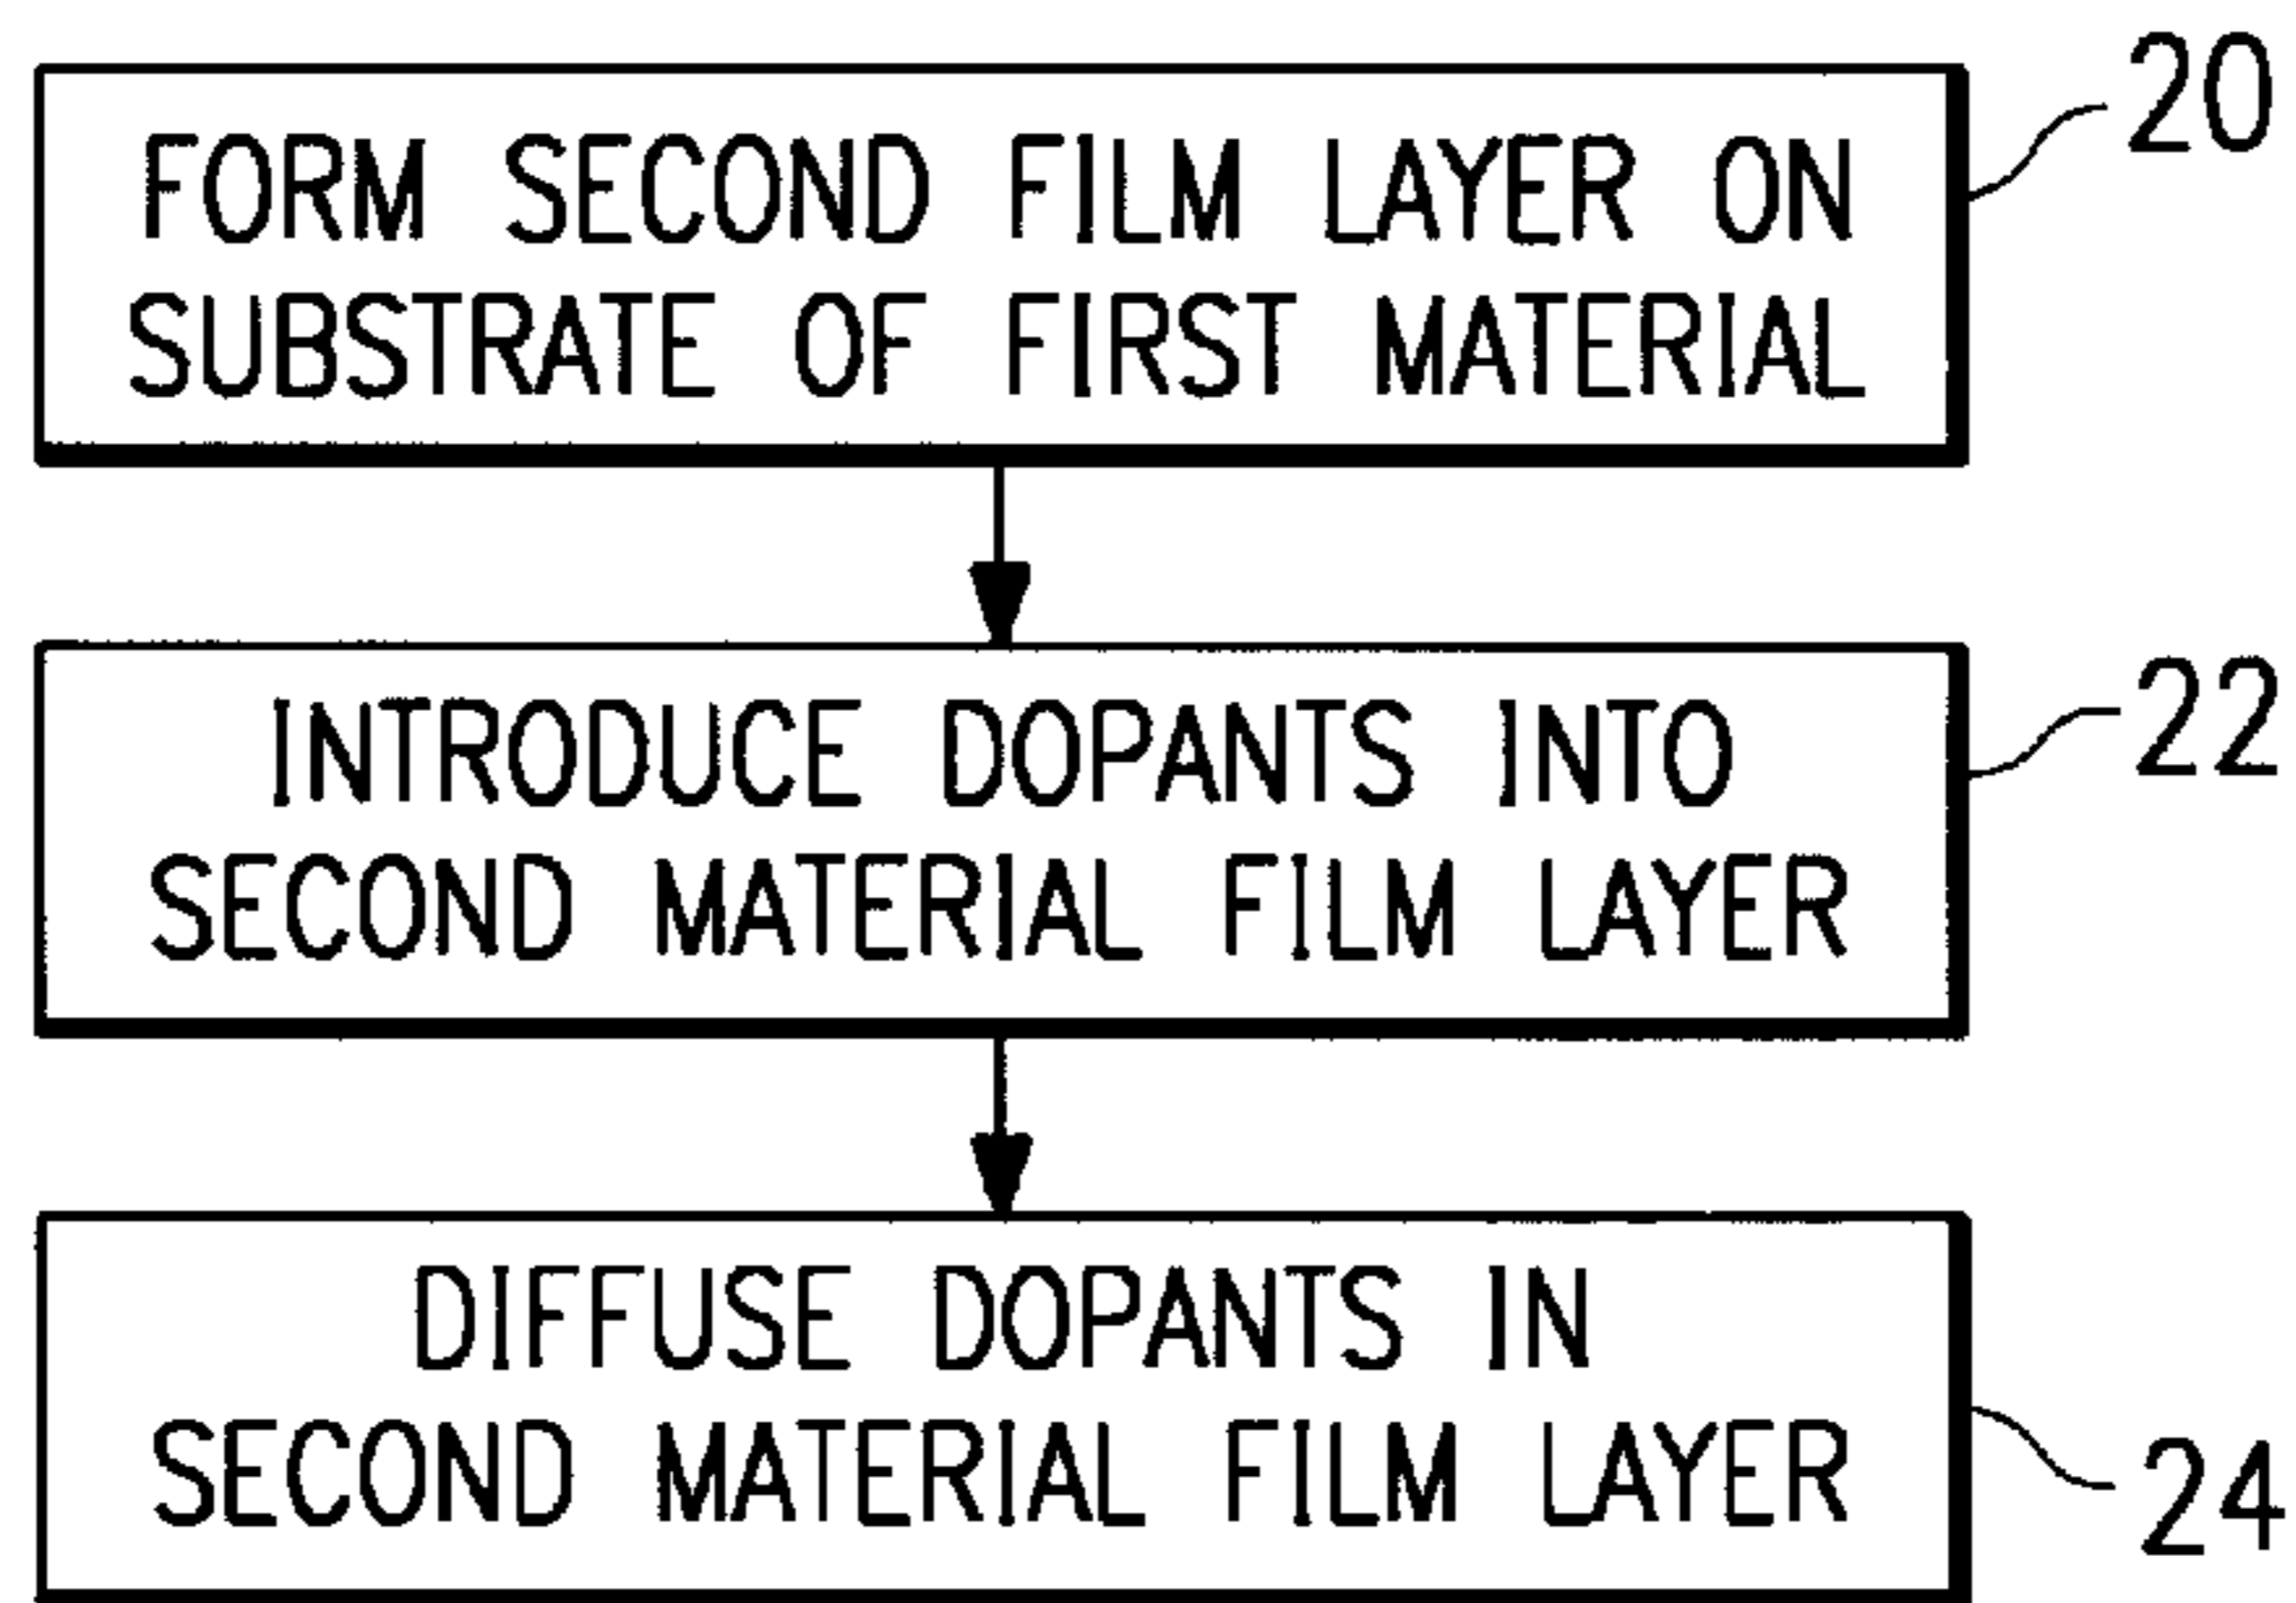 FORM SECOND FILM LAYER ON
SUBSTRATE OF FIRST MATERIAL
20
INTRODUCE DOPANTS INTO
SECOND MATERIAL FILM LAYER
22
DIFFUSE DOPANTS IN
SECOND MATERIAL FILM LAYER
24